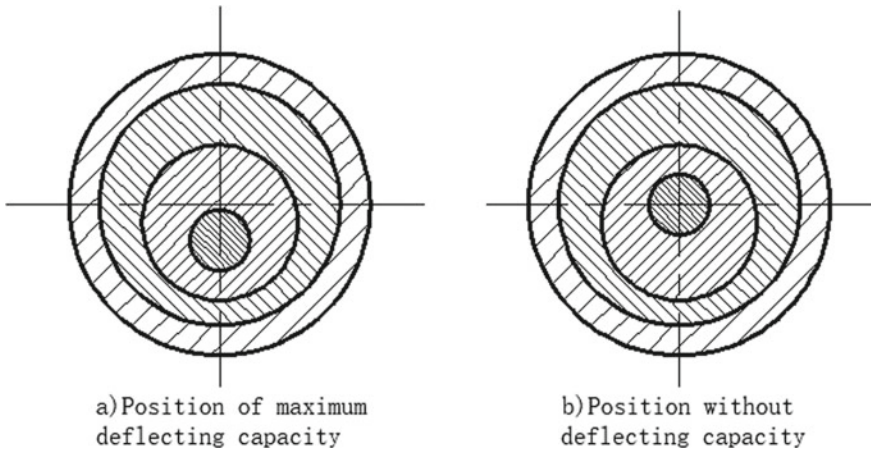 a)Position of maximum
deflecting capacity
b)Position without
deflecting capacity